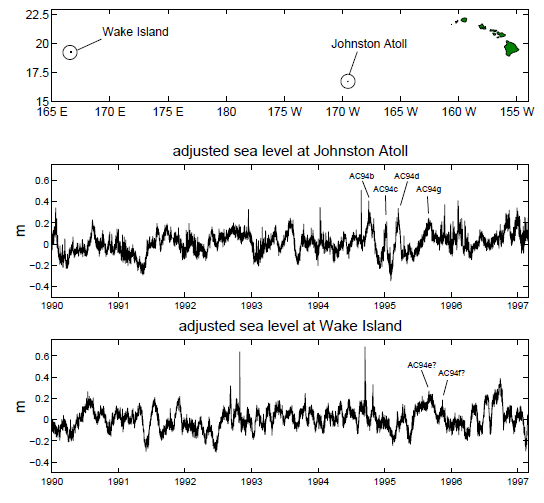 Wake Island
Johnston Atoll
22.5
20
17.5
15
165 E 170 E 175 E 180 175 W 170 W 165 W 160 W 155 W
adjusted sea level at Johnston Atoll
AC94b AC94d
AC94c AC94g
0.6
0.4
0.2
0
−0.2
−0.4
m
1990 1991 1992 1993 1994 1995 1996 1997
adjusted sea level at Wake Island
AC94e?
AC94f?
0.6
0.4
0.2
0
−0.2
−0.4
m
1990 1991 1992 1993 1994 1995 1996 1997